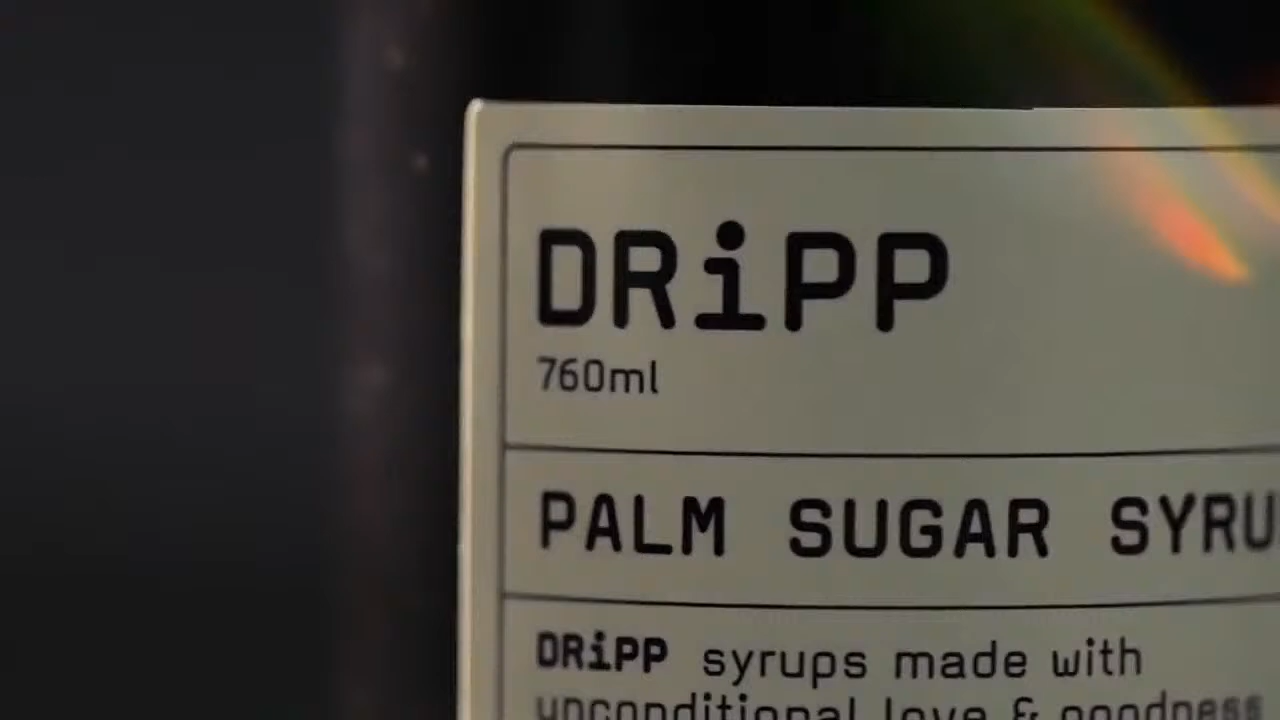 DRiPP
760ml
PALM SUGAR SYRU
DRiPP syrups made with
unconditional love & goodness